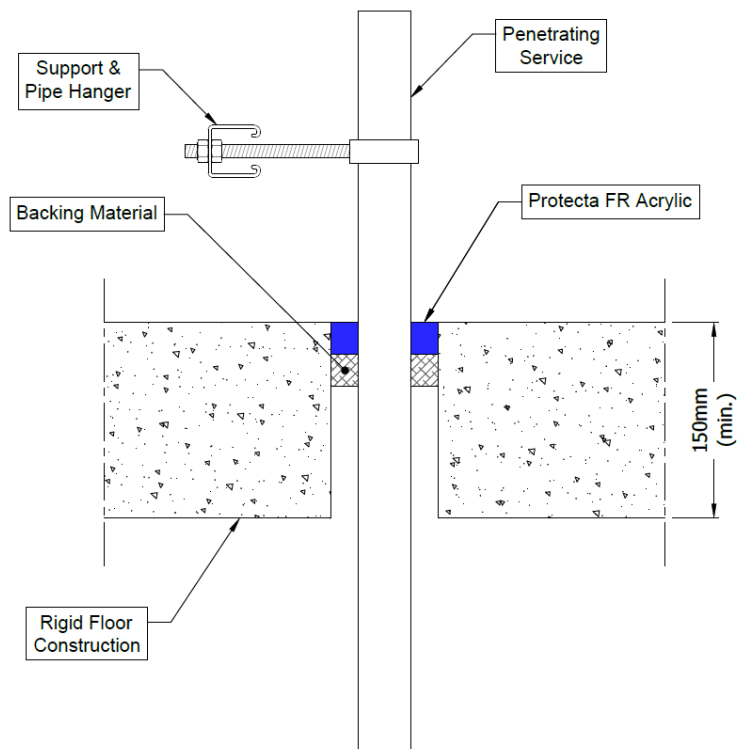 Penetrating
Service
Support &
Pipe Hanger
Backing Material
Protecta FR Acrylic
150mm
(min.)
Rigid Floor
Construction